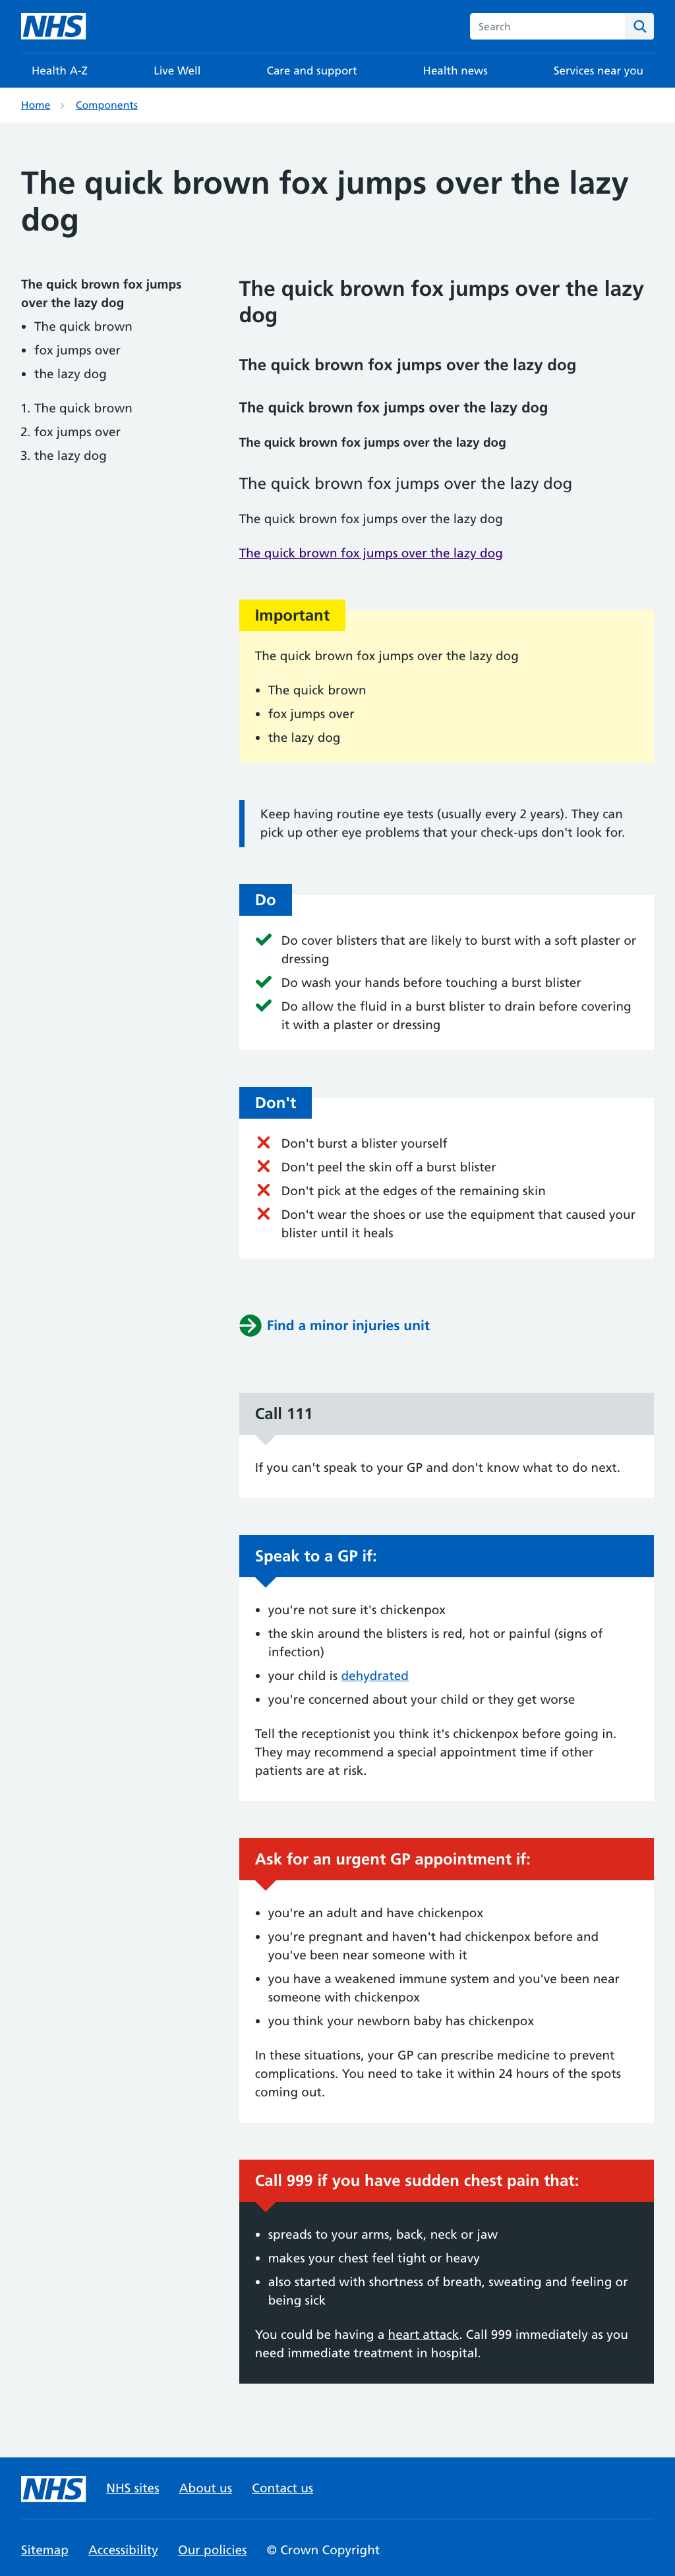 NHS
Search
Health A-Z
Live Well
Care and support
Health news
Services near you
Home
Components
The quick brown fox jumps over the lazy
dog
The quick brown fox jumps
over the lazy dog
The quick brown
fox jumps over
the lazy dog
1. The quick brown
2. fox jumps over
3. the lazy dog
The quick brown fox jumps over the lazy
dog
The quick brown fox jumps over the lazy dog
The quick brown fox jumps over the lazy dog
The quick brown fox jumps over the lazy dog
The quick brown fox jumps over the lazy dog
The quick brown fox jumps over the lazy dog
The quick brown fox jumps over the lazy dog
Important
The quick brown fox jumps over the lazy dog
The quick brown
fox jumps over
the lazy dog
Keep having routine eye tests (usually every 2 years). They can
pick up other eye problems that your check-ups don't look for.
Do
Do cover blisters that are likely to burst with a soft plaster or
dressing
Do wash your hands before touching a burst blister
Do allow the fluid in a burst blister to drain before covering
it with a plaster or dressing
Don't
Don't burst a blister yourself
Don't peel the skin off a burst blister
Don't pick at the edges of the remaining skin
Don't wear the shoes or use the equipment that caused your
blister until it heals
Find a minor injuries unit
Call 111
If you can't speak to your GP and don't know what to do next.
Speak to a GP if:
you're not sure it's chickenpox
the skin around the blisters is red, hot or painful (signs of
infection)
your child is dehydrated
you're concerned about your child or they get worse
Tell the receptionist you think it's chickenpox before going in.
They may recommend a special appointment time if other
patients are at risk.
Ask for an urgent GP appointment if:
you're an adult and have chickenpox
you're pregnant and haven't had chickenpox before and
you've been near someone with it
you have a weakened immune system and you've been near
someone with chickenpox
you think your newborn baby has chickenpox
In these situations, your GP can prescribe medicine to prevent
complications. You need to take it within 24 hours of the spots
coming out.
Call 999 if you have sudden chest pain that:
spreads to your arms, back, neck or jaw
makes your chest feel tight or heavy
also started with shortness of breath, sweating and feeling or
being sick
You could be having a heart attack. Call 999 immediately as you
need immediate treatment in hospital.
NHS
NHS sites
About us
Contact us
Sitemap
Accessibility
Our policies
© Crown Copyright